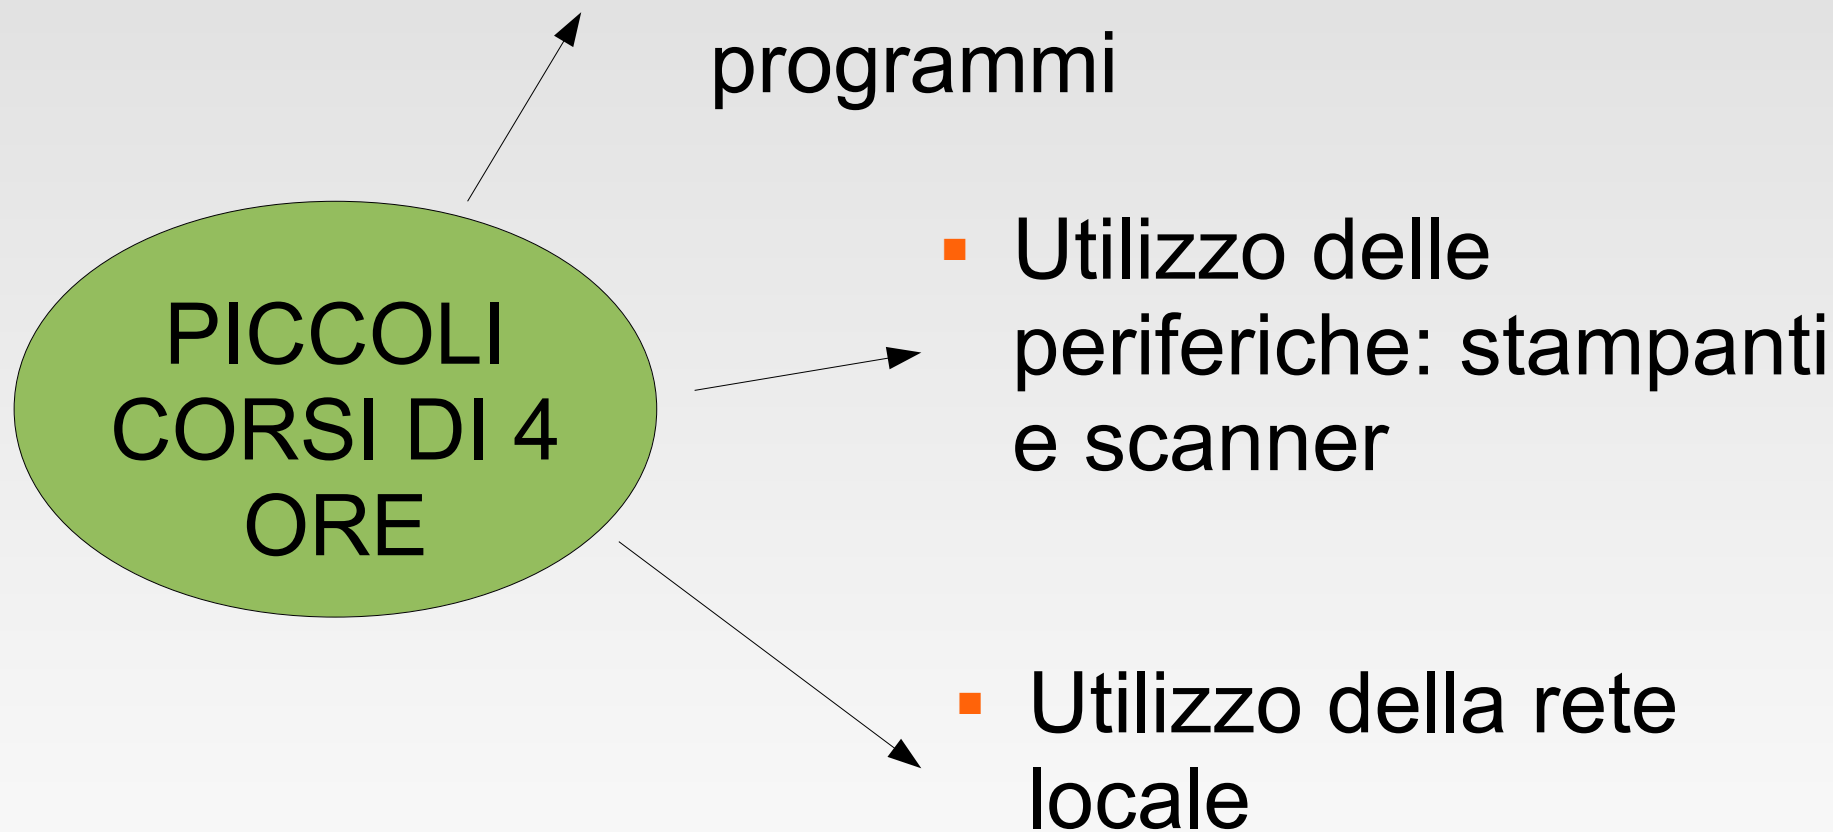 programmi
PICCOLI
CORSI DI 4
ORE
Utilizzo delle
periferiche: stampanti
e scanner
Utilizzo della rete
locale